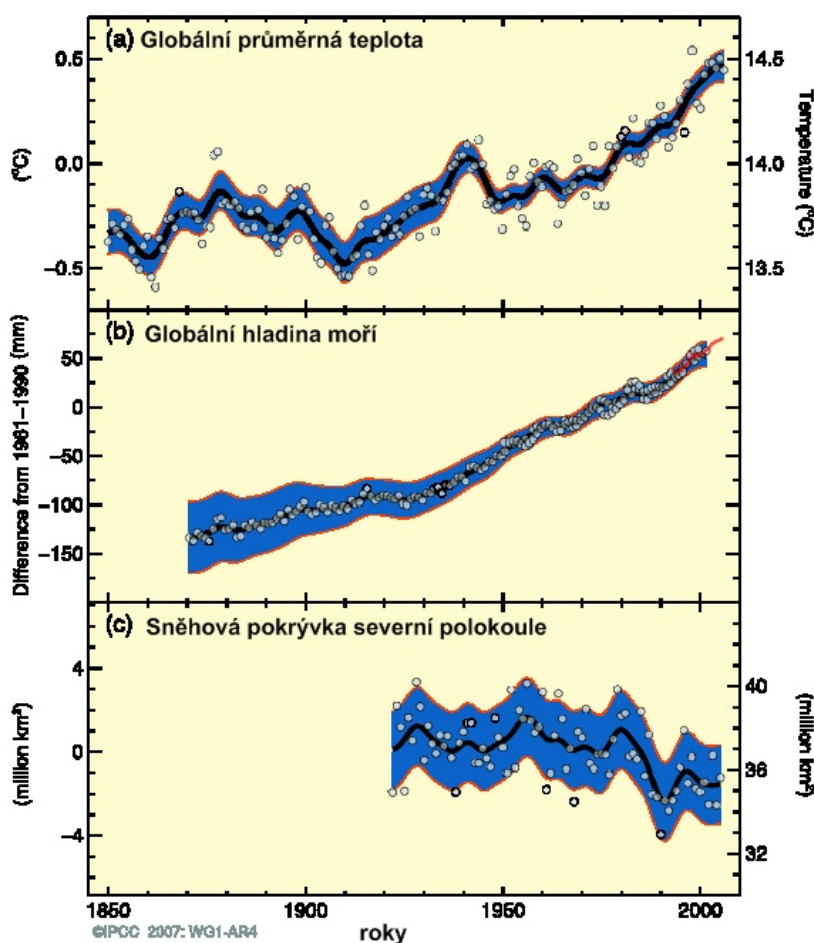 (a) Globální průměrná teplota
0.5
0.0
−0.5
(°C)
14.5
14.0
13.5
Temperature (°C)
(b) Globální hladina moří
50
0
−50
−100
−150
Difference from 1961–1990 (mm)
(c) Sněhová pokrývka severní polokoule
4
0
−4
(million km²)
40
36
32
(million km²)
1850 1900 1950 2000
roky
©IPCC 2007: WG1-AR4